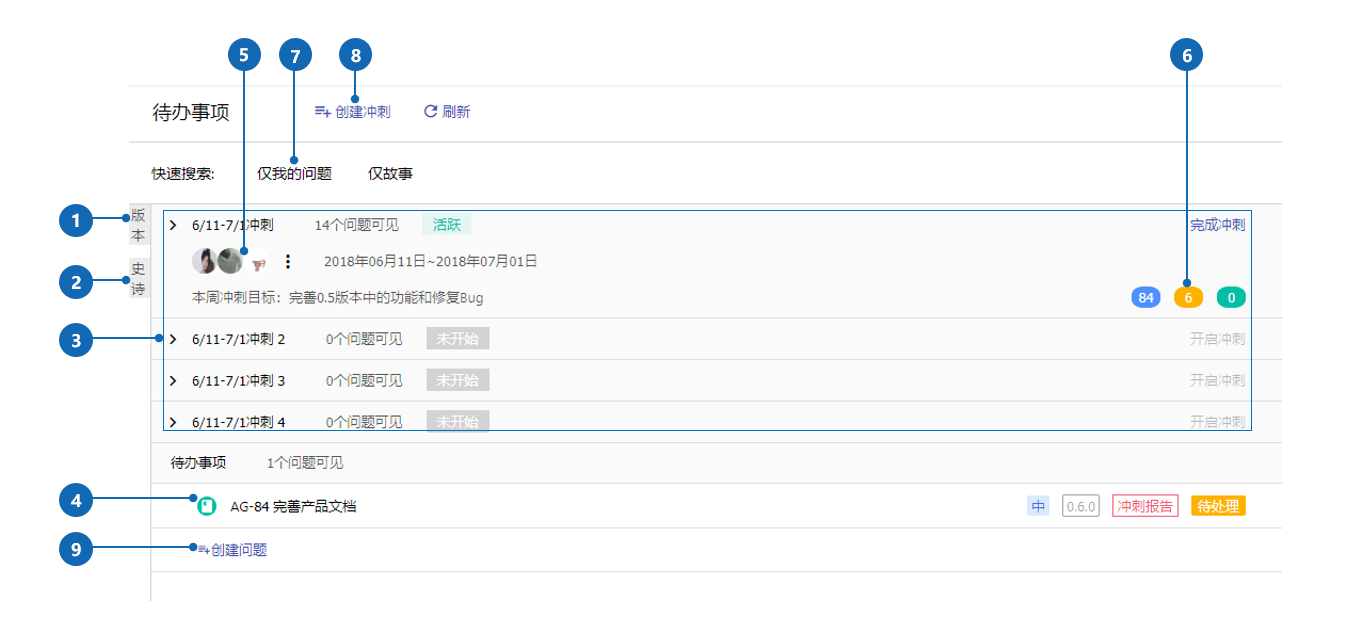 5 7 8 6
待办事项 创建冲刺 刷新
快速搜索: 仅我的问题 仅故事
1 版本 6/11-7/1冲刺 14个问题可见 活跃 完成冲刺
2018年06月11日~2018年07月01日
2 史诗 本周冲刺目标：完善0.5版本中的功能和修复Bug 84 6 0
3 6/11-7/1冲刺 2 0个问题可见 未开始 开启冲刺
6/11-7/1冲刺 3 0个问题可见 未开始 开启冲刺
6/11-7/1冲刺 4 0个问题可见 未开始 开启冲刺
待办事项 1个问题可见
4 AG-84 完善产品文档 中 0.6.0 冲刺报告 待处理
9 创建问题